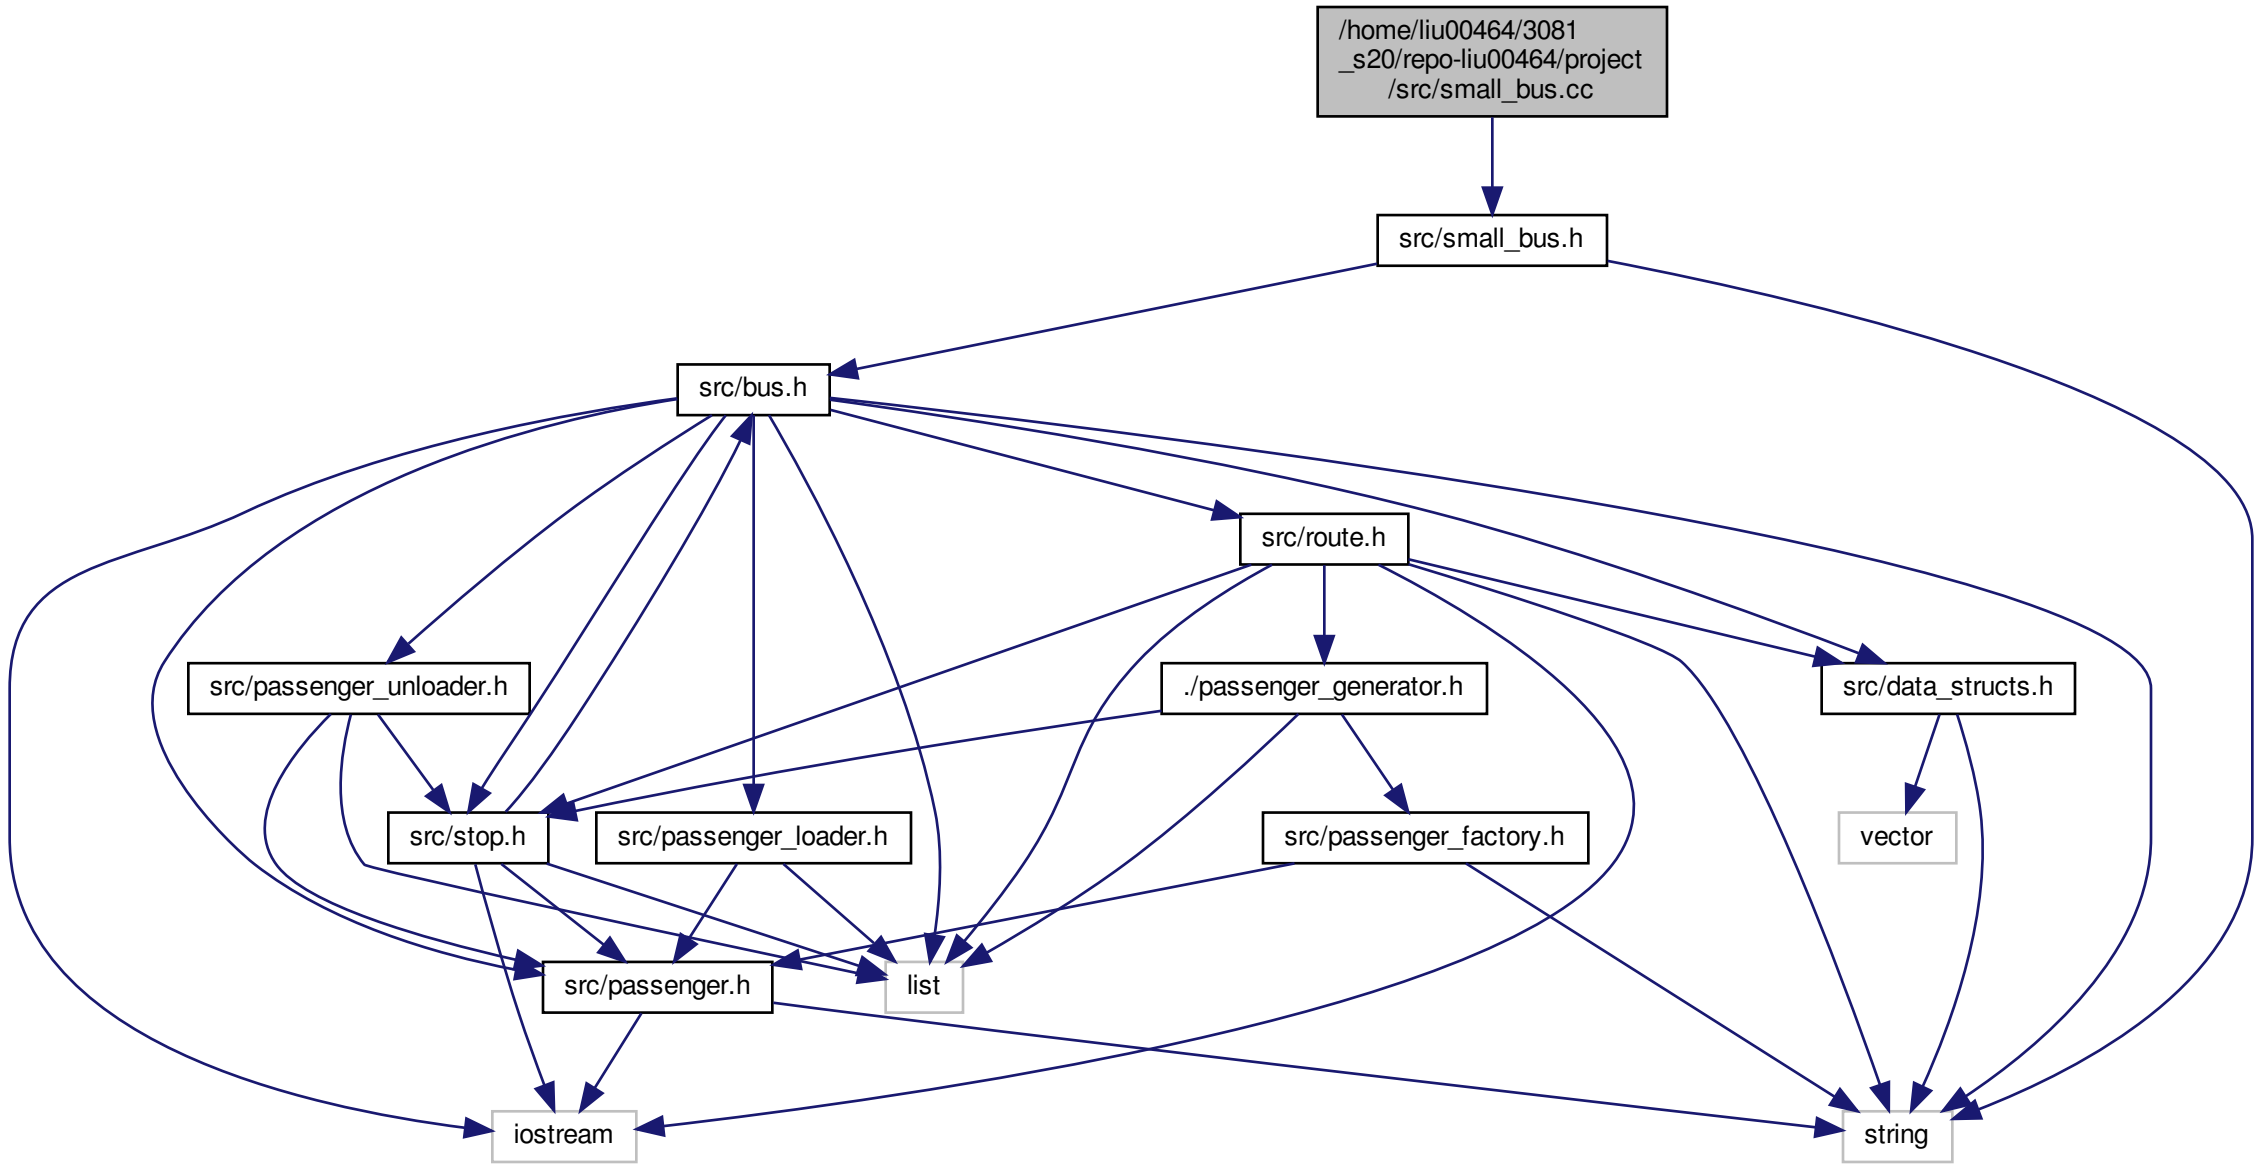 /home/liu00464/3081
_s20/repo-liu00464/project
/src/small_bus.cc
src/small_bus.h
src/bus.h
src/route.h
src/passenger_unloader.h
./passenger_generator.h
src/data_structs.h
src/stop.h
src/passenger_loader.h
src/passenger_factory.h
vector
src/passenger.h
list
iostream
string